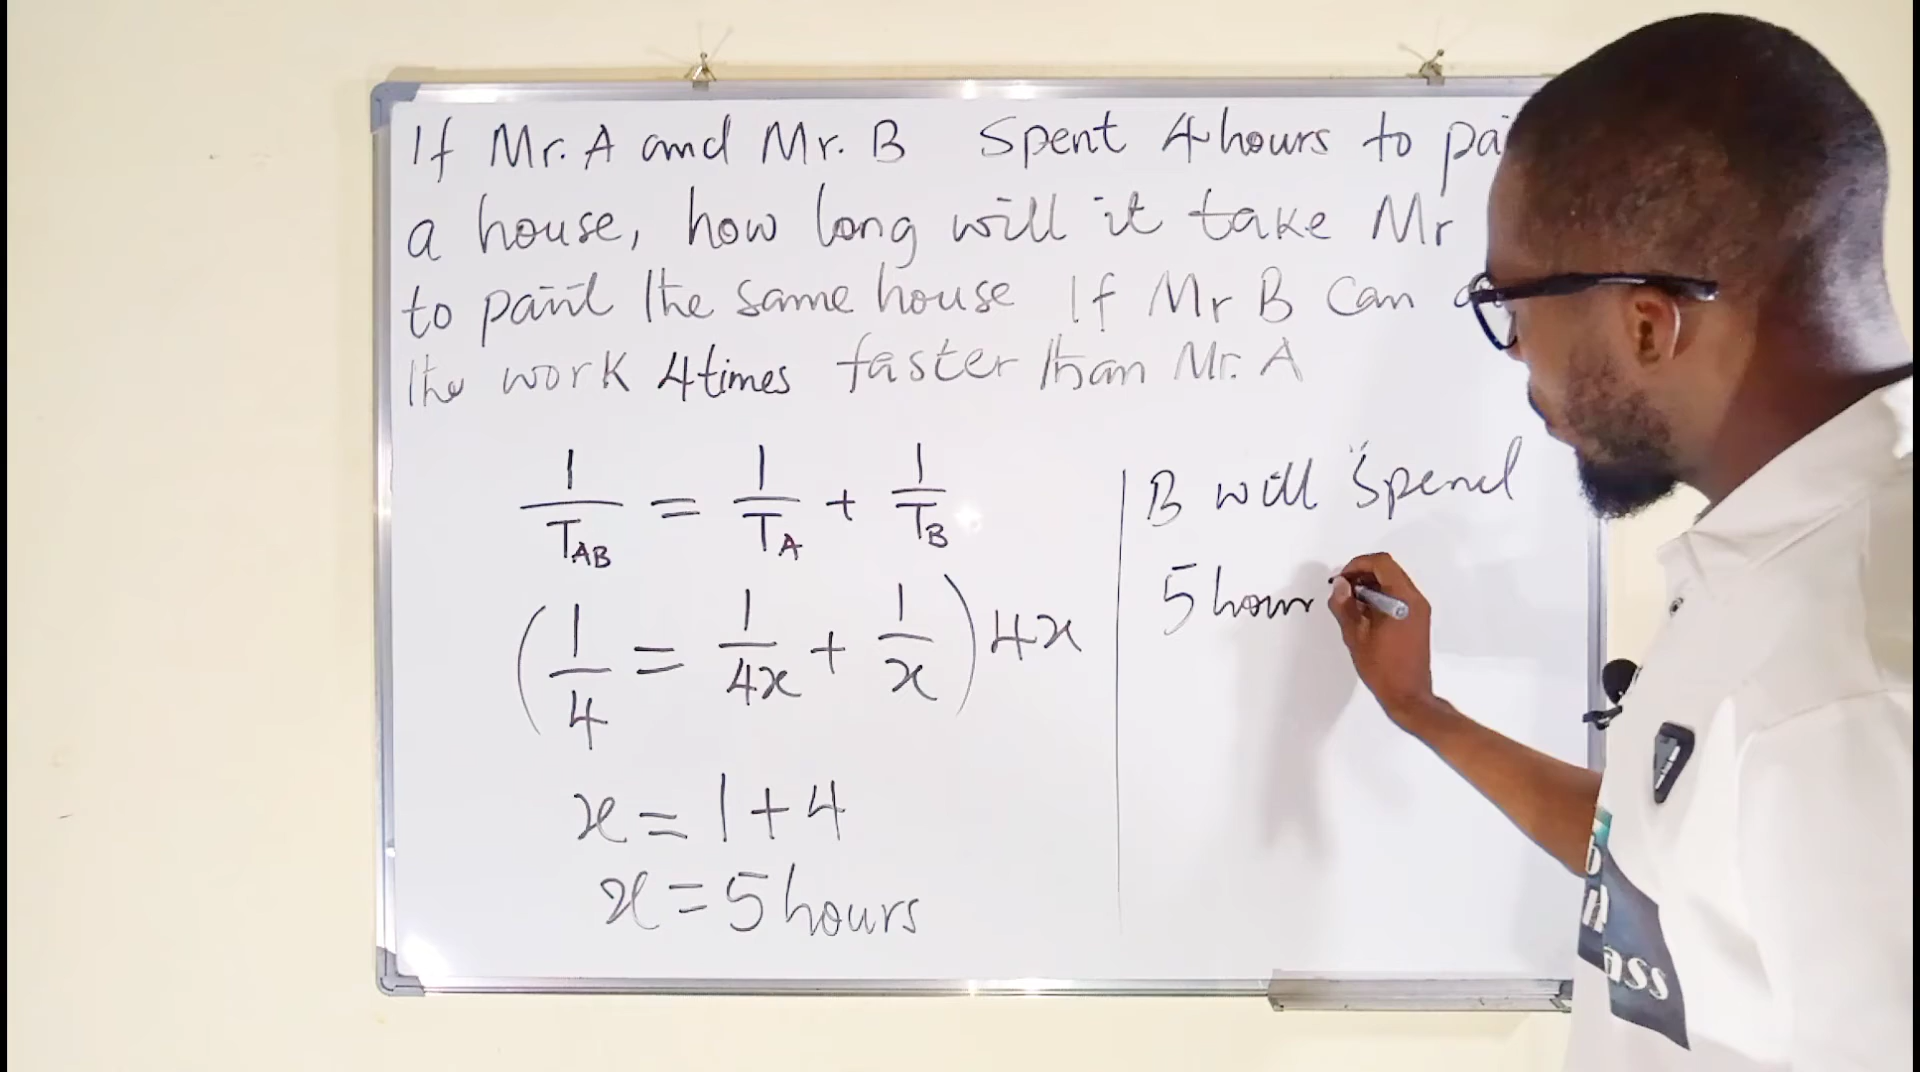 If Mr. A and Mr. B Spent 4 hours to pai
a house, how long will it take Mr
to paint the same house If Mr B Can
the work 4 times faster than Mr. A
1/T_AB = 1/T_A + 1/T_B
(1/4 = 1/4x + 1/x) 4x
x = 1 + 4
x = 5 hours
B will Spend
5 hour
ass